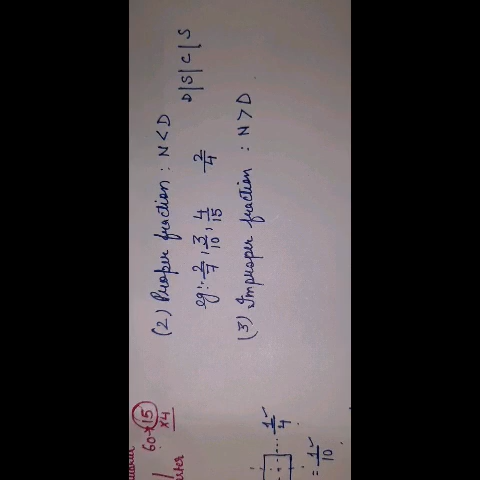 (2) Proper fraction : N < D
D | S | C | S
eg:- 2/7, 3/10, 4/15 2/4
(3) Improper fraction : N > D
60→15
×4
1/4
= 1/10